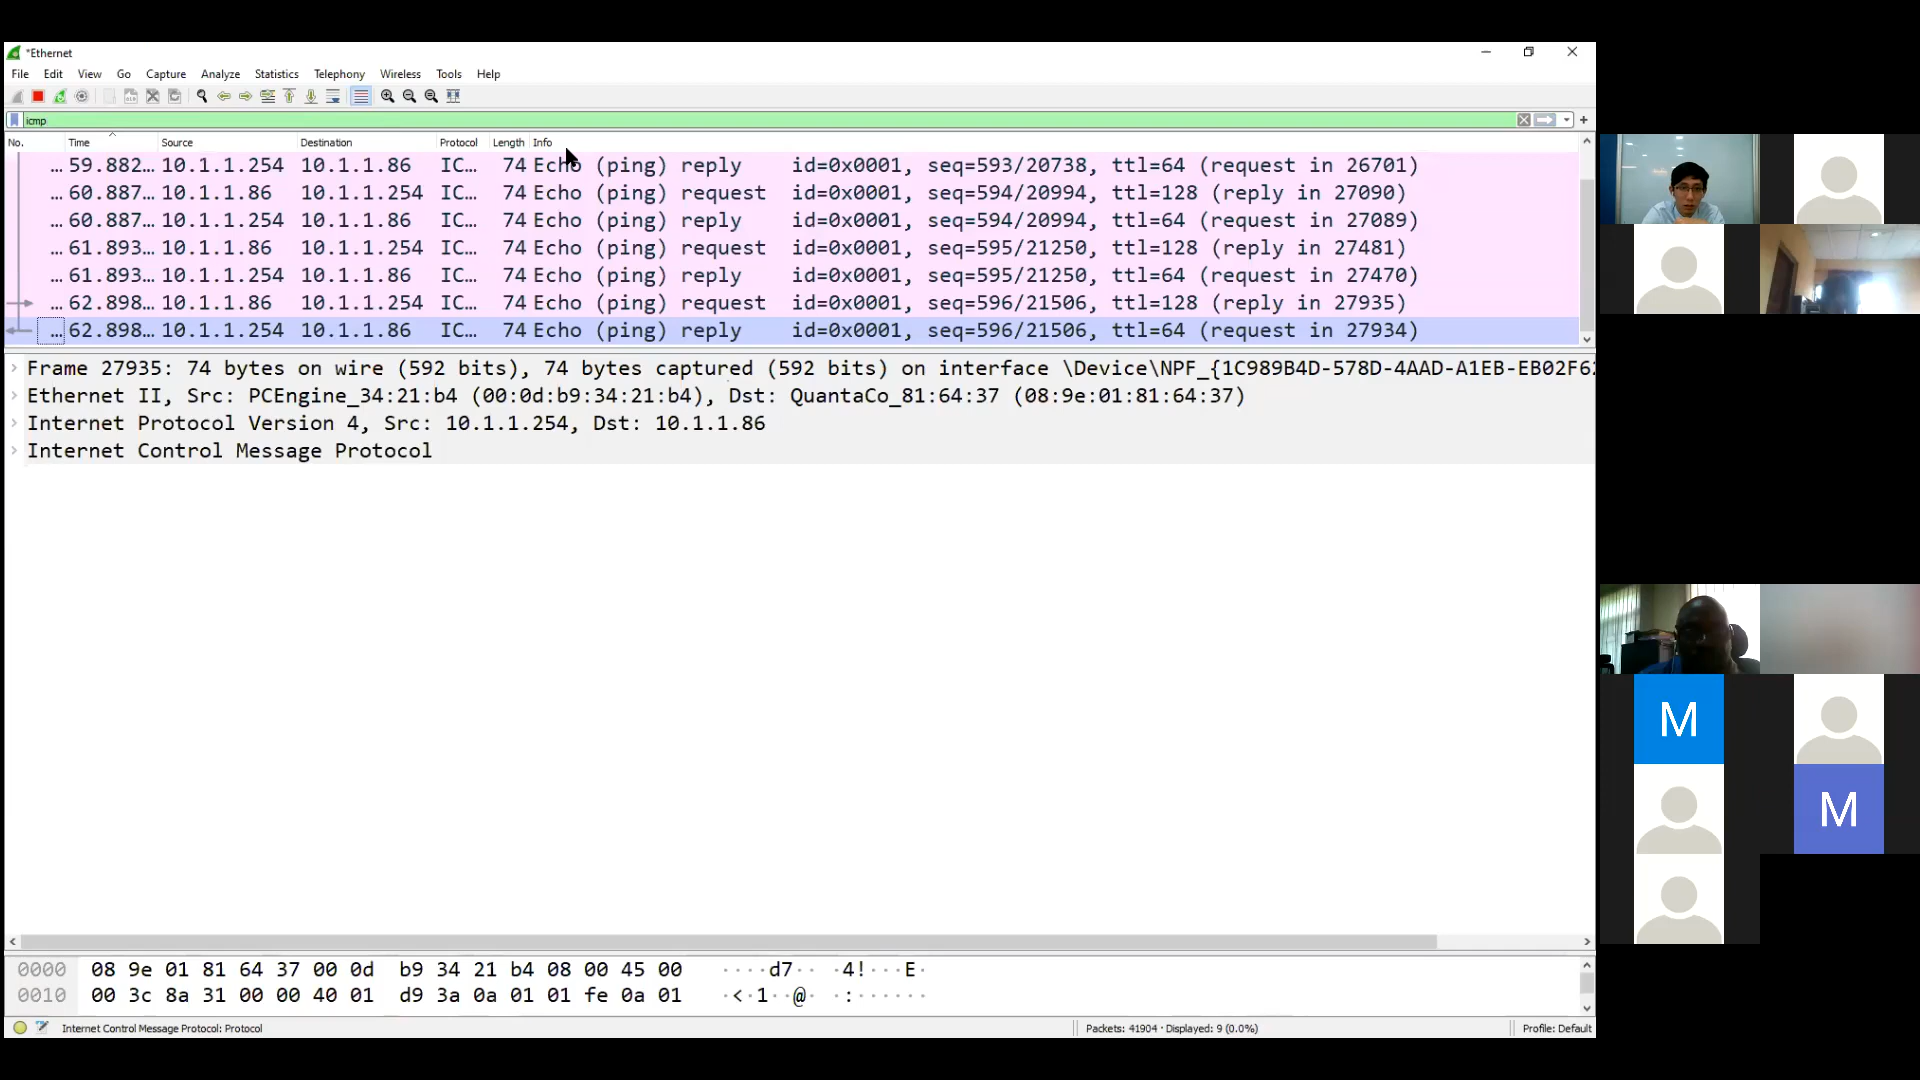 *Ethernet
File Edit View Go Capture Analyze Statistics Telephony Wireless Tools Help
icmp
No. Time Source Destination Protocol Length Info
... 59.882... 10.1.1.254 10.1.1.86 IC... 74 Echo (ping) reply id=0x0001, seq=593/20738, ttl=64 (request in 26701)
... 60.887... 10.1.1.86 10.1.1.254 IC... 74 Echo (ping) request id=0x0001, seq=594/20994, ttl=128 (reply in 27090)
... 60.887... 10.1.1.254 10.1.1.86 IC... 74 Echo (ping) reply id=0x0001, seq=594/20994, ttl=64 (request in 27089)
... 61.893... 10.1.1.86 10.1.1.254 IC... 74 Echo (ping) request id=0x0001, seq=595/21250, ttl=128 (reply in 27481)
... 61.893... 10.1.1.254 10.1.1.86 IC... 74 Echo (ping) reply id=0x0001, seq=595/21250, ttl=64 (request in 27470)
... 62.898... 10.1.1.86 10.1.1.254 IC... 74 Echo (ping) request id=0x0001, seq=596/21506, ttl=128 (reply in 27935)
... 62.898... 10.1.1.254 10.1.1.86 IC... 74 Echo (ping) reply id=0x0001, seq=596/21506, ttl=64 (request in 27934)
Frame 27935: 74 bytes on wire (592 bits), 74 bytes captured (592 bits) on interface \Device\NPF_{1C989B4D-578D-4AAD-A1EB-EB02F62
Ethernet II, Src: PCEngine_34:21:b4 (00:0d:b9:34:21:b4), Dst: QuantaCo_81:64:37 (08:9e:01:81:64:37)
Internet Protocol Version 4, Src: 10.1.1.254, Dst: 10.1.1.86
Internet Control Message Protocol
M
M
0000 08 9e 01 81 64 37 00 0d b9 34 21 b4 08 00 45 00 ····d7·· ·4!···E·
0010 00 3c 8a 31 00 00 40 01 d9 3a 0a 01 01 fe 0a 01 ·<·1··@· ·:······
Internet Control Message Protocol: Protocol
Packets: 41904 · Displayed: 9 (0.0%)
Profile: Default